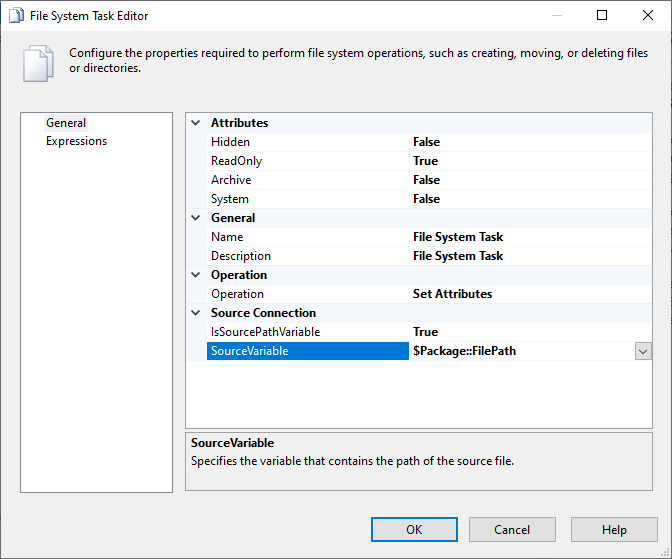 File System Task Editor
Configure the properties required to perform file system operations, such as creating, moving, or deleting files
or directories.
General
Expressions
Attributes
Hidden False
ReadOnly True
Archive False
System False
General
Name File System Task
Description File System Task
Operation
Operation Set Attributes
Source Connection
IsSourcePathVariable True
SourceVariable $Package::FilePath
SourceVariable
Specifies the variable that contains the path of the source file.
OK Cancel Help